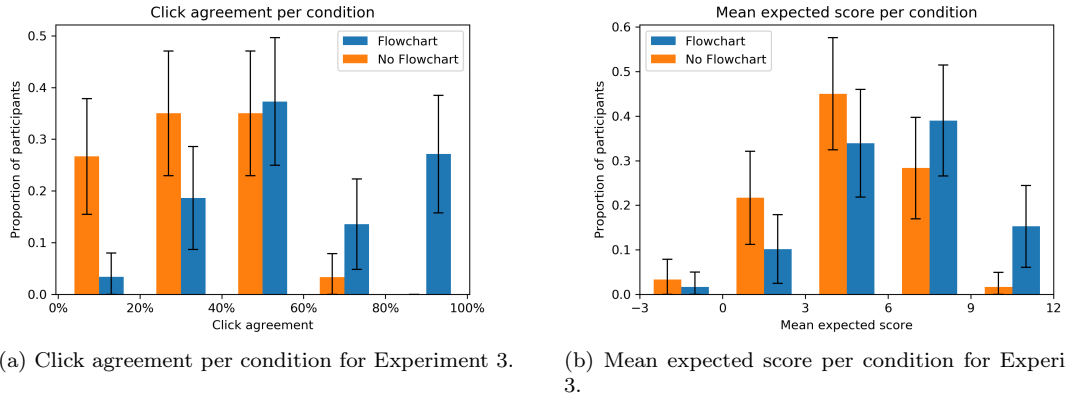 Click agreement per condition
0.5
0.4
0.3
0.2
0.1
0.0
Proportion of participants
Flowchart
No Flowchart
0% 20% 40% 60% 80% 100%
Click agreement
(a) Click agreement per condition for Experiment 3.
Mean expected score per condition
0.6
0.5
0.4
0.3
0.2
0.1
0.0
Proportion of participants
Flowchart
No Flowchart
−3 0 3 6 9 12
Mean expected score
(b) Mean expected score per condition for Experi
3.